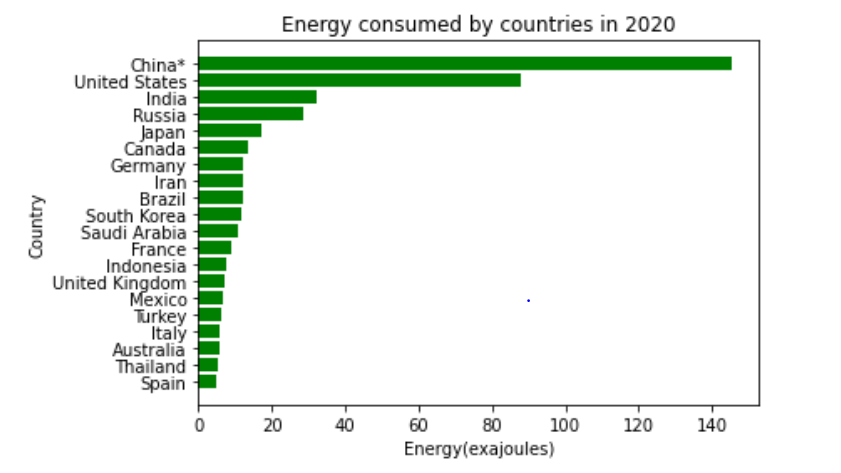 Energy consumed by countries in 2020
China*
United States
India
Russia
Japan
Canada
Germany
Iran
Brazil
South Korea
Saudi Arabia
France
Indonesia
United Kingdom
Mexico
Turkey
Italy
Australia
Thailand
Spain
Country
0 20 40 60 80 100 120 140
Energy(exajoules)